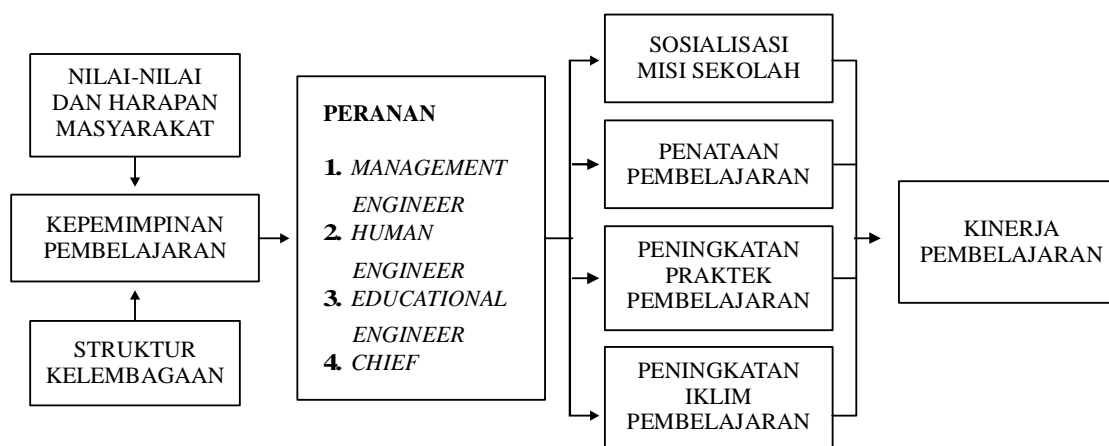 NILAI-NILAI
DAN HARAPAN
MASYARAKAT
KEPEMIMPINAN
PEMBELAJARAN
STRUKTUR
KELEMBAGAAN
PERANAN
1. MANAGEMENT
ENGINEER
2. HUMAN
ENGINEER
3. EDUCATIONAL
ENGINEER
4. CHIEF
SOSIALISASI
MISI SEKOLAH
PENATAAN
PEMBELAJARAN
PENINGKATAN
PRAKTEK
PEMBELAJARAN
PENINGKATAN
IKLIM
PEMBELAJARAN
KINERJA
PEMBELAJARAN